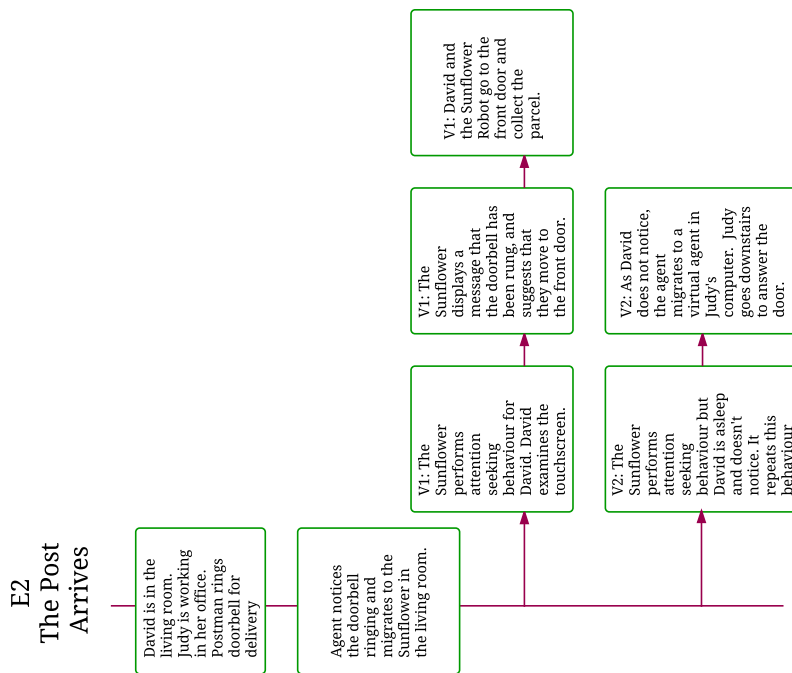 E2
The Post
Arrives
David is in the
living room.
Judy is working
in her office.
Postman rings
doorbell for
delivery
Agent notices
the doorbell
ringing and
migrates to the
Sunflower in
the living room.
V1: The
Sunflower
performs
attention
seeking
behaviour for
David. David
examines the
touchscreen.
V1: The
Sunflower
displays a
message that
the doorbell has
been rung, and
suggests that
they move to
the front door.
V1: David and
the Sunflower
Robot go to the
front door and
collect the
parcel.
V2: The
Sunflower
performs
attention
seeking
behaviour but
David is asleep
and doesn't
notice. It
repeats this
behaviour
V2: As David
does not notice,
the agent
migrates to a
virtual agent in
Judy's
computer. Judy
goes downstairs
to answer the
door.